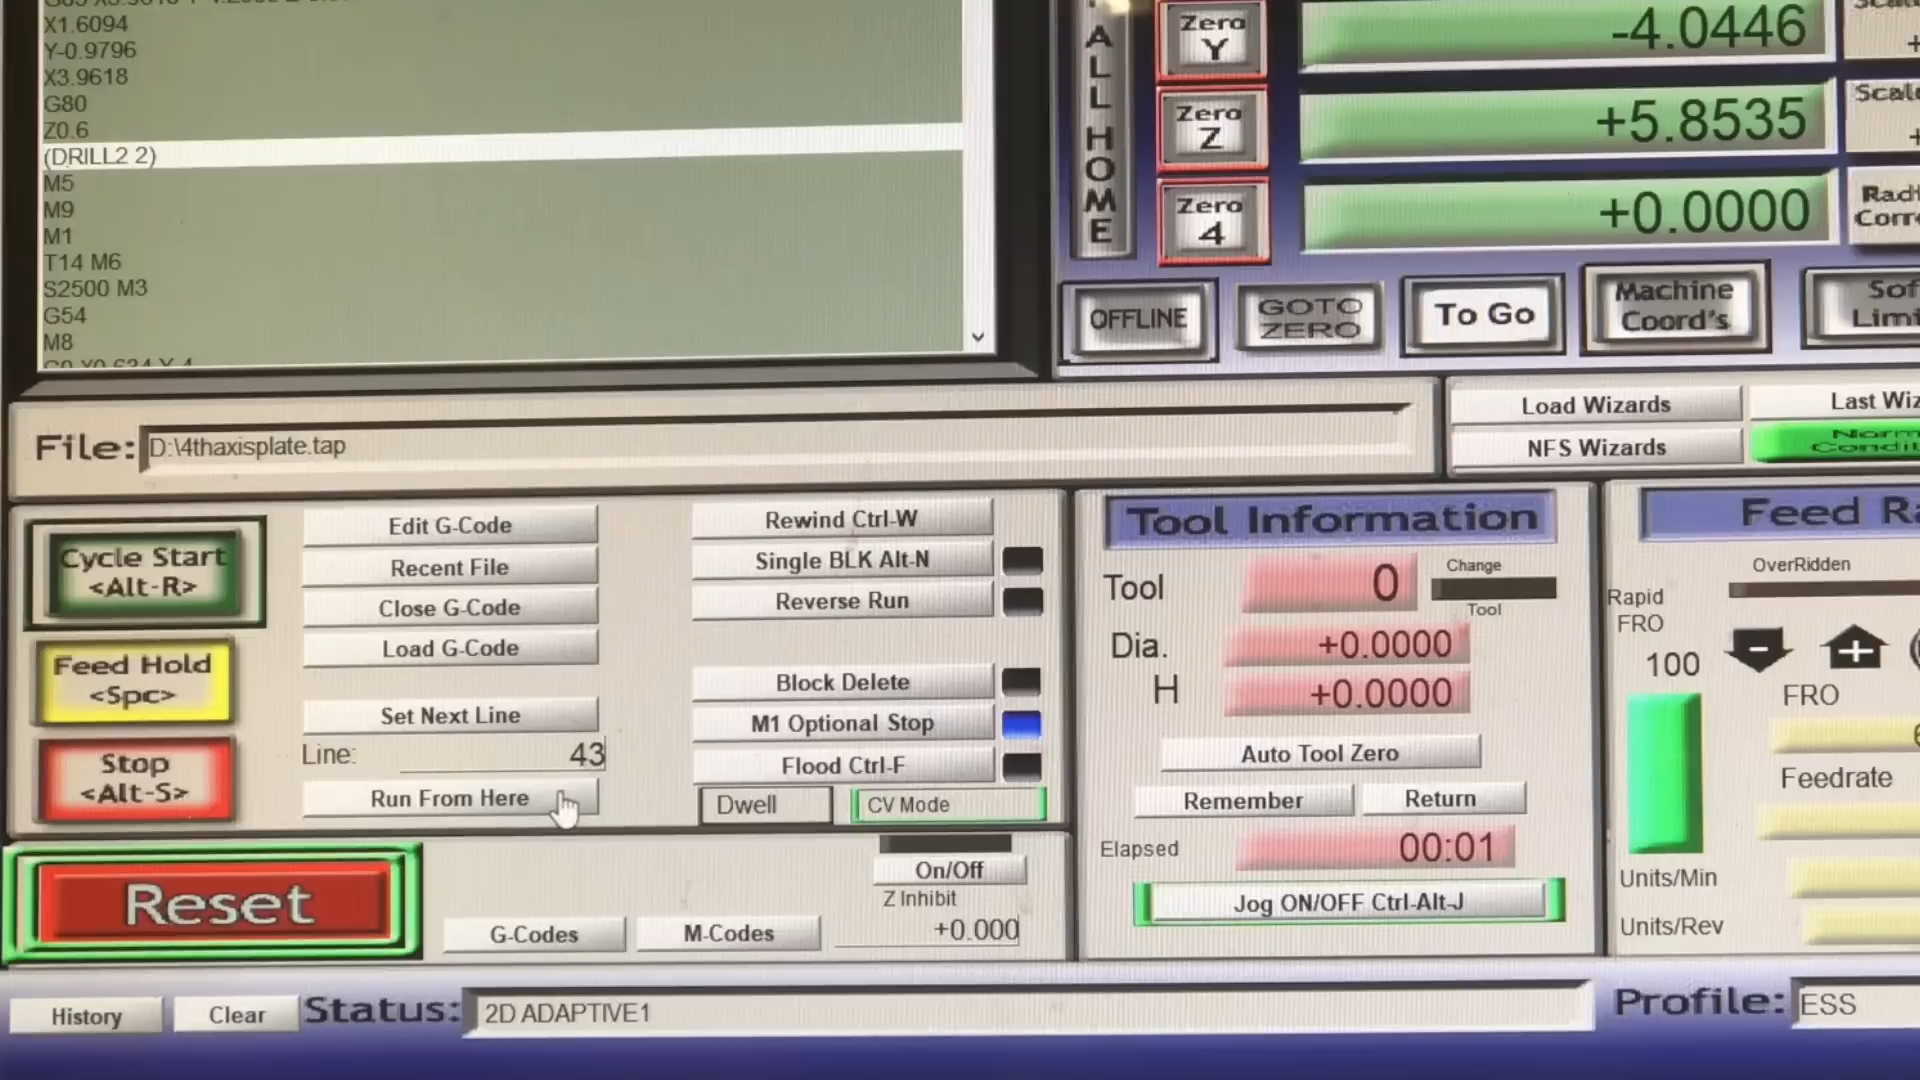 X1.6094
Y-0.9796
X3.9618
G80
Z0.6
(DRILL2 2)
M5
M9
M1
T14 M6
S2500 M3
G54
M8
ALL HOME
Zero Y
-4.0446
Zero Z
+5.8535
Zero 4
+0.0000
OFFLINE
GOTO ZERO
To Go
Machine Coord's
File: D:\4thaxisplate.tap
Load Wizards
NFS Wizards
Cycle Start
<Alt-R>
Feed Hold
<Spc>
Stop
<Alt-S>
Edit G-Code
Recent File
Close G-Code
Load G-Code
Set Next Line
Line: 43
Run From Here
Rewind Ctrl-W
Single BLK Alt-N
Reverse Run
Block Delete
M1 Optional Stop
Flood Ctrl-F
Dwell
CV Mode
Reset
G-Codes
M-Codes
On/Off
Z Inhibit
+0.000
Tool Information
Tool 0
Change
Tool
Dia. +0.0000
H +0.0000
Auto Tool Zero
Remember
Return
Elapsed 00:01
Jog ON/OFF Ctrl-Alt-J
Feed Ra
OverRidden
Rapid
FRO
100
FRO
Feedrate
Units/Min
Units/Rev
History
Clear
Status: 2D ADAPTIVE1
Profile: ESS